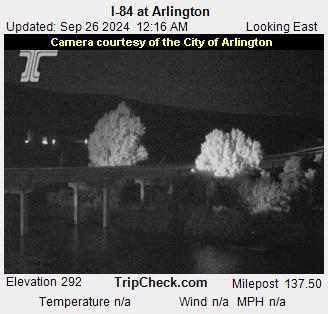 I-84 at Arlington
Updated: Sep 26 2024 12:16 AM Looking East
Camera courtesy of the City of Arlington
Elevation 292 TripCheck.com Milepost 137.50
Temperature n/a Wind n/a MPH n/a